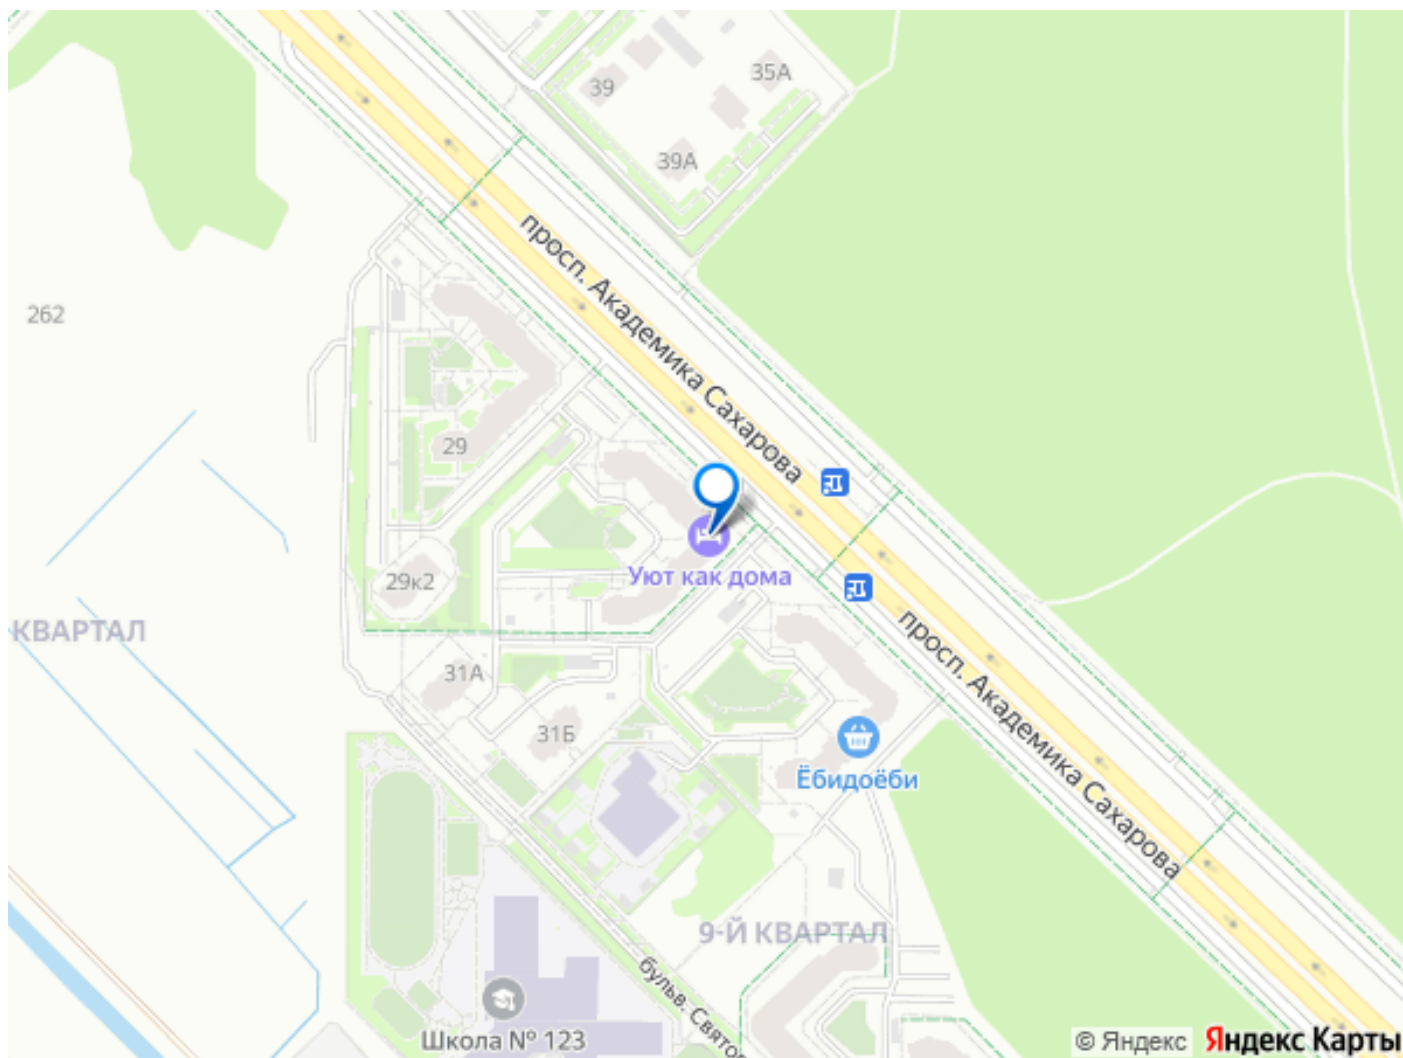 35А
39
39А
просп. Академика Сахарова
262
29
Уют как дома
29к2
КВАРТАЛ
просп. Академика Сахарова
31А
31Б
Ёбидоёби
9-Й КВАРТАЛ
бульв. Святог
Школа № 123
© Яндекс Яндекс Карты